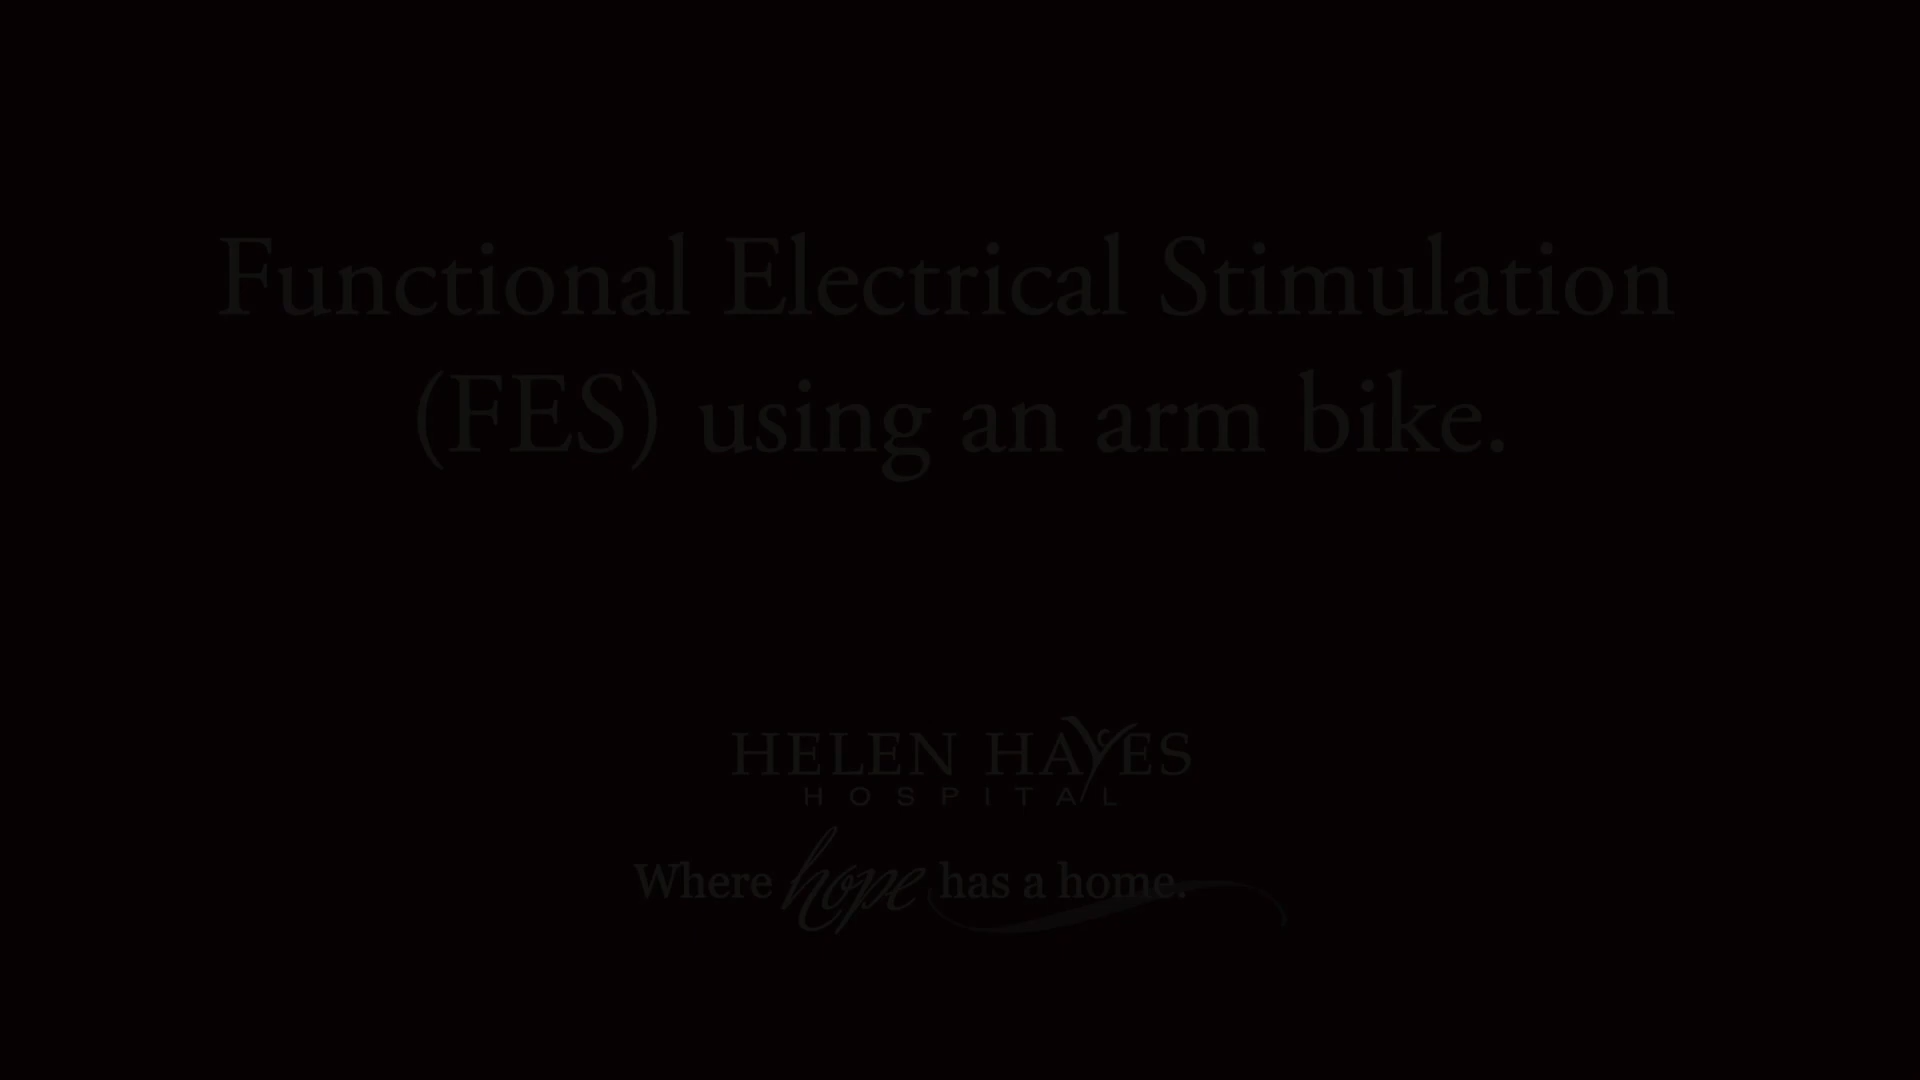 Functional Electrical Stimulation
(FES) using an arm bike.
HELEN HAYES
HOSPITAL
Where hope has a home.